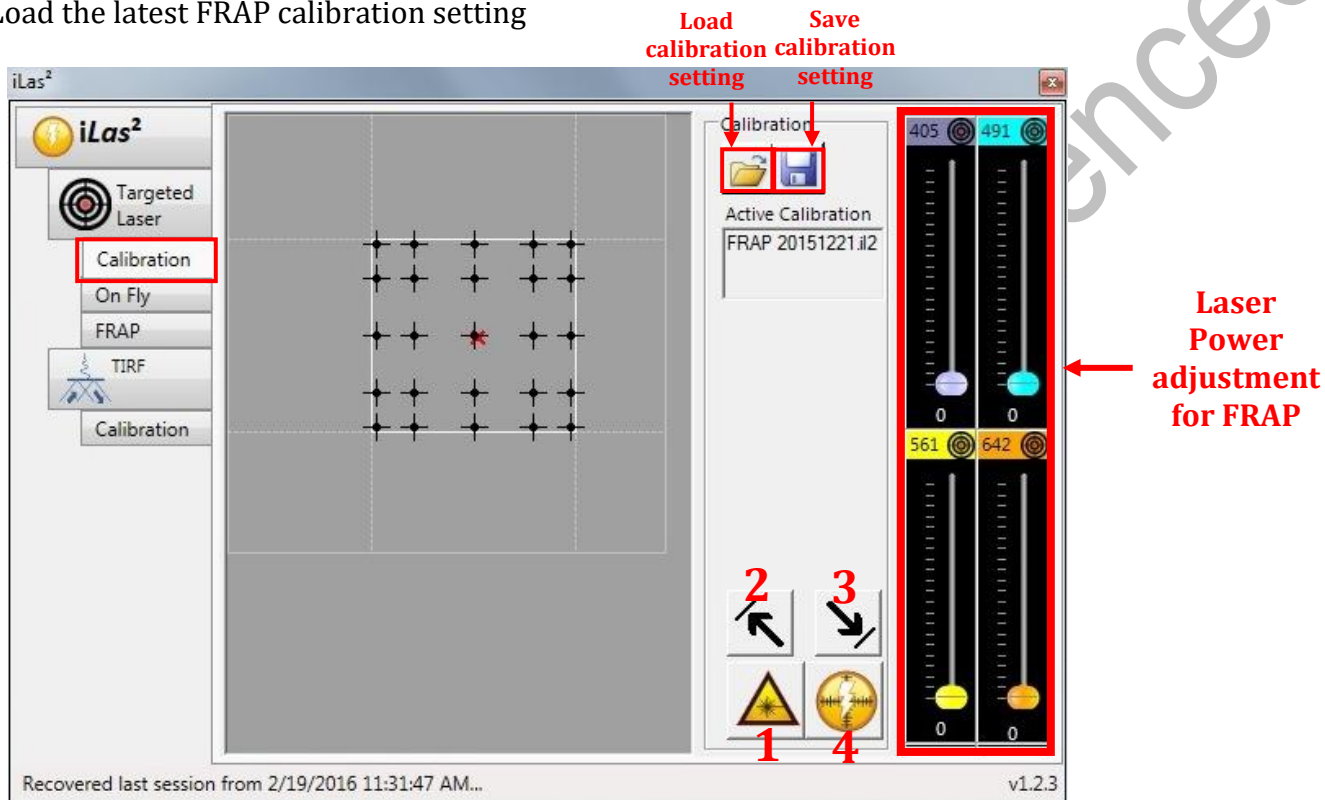 Load the latest FRAP calibration setting
Load
calibration
setting
Save
calibration
setting
iLas²
iLas²
Targeted
Laser
Calibration
On Fly
FRAP
TIRF
Calibration
Calibration
Active Calibration
FRAP 20151221.il2
2
3
1
4
405
491
0
0
561
642
0
0
Laser
Power
adjustment
for FRAP
Recovered last session from 2/19/2016 11:31:47 AM...
v1.2.3